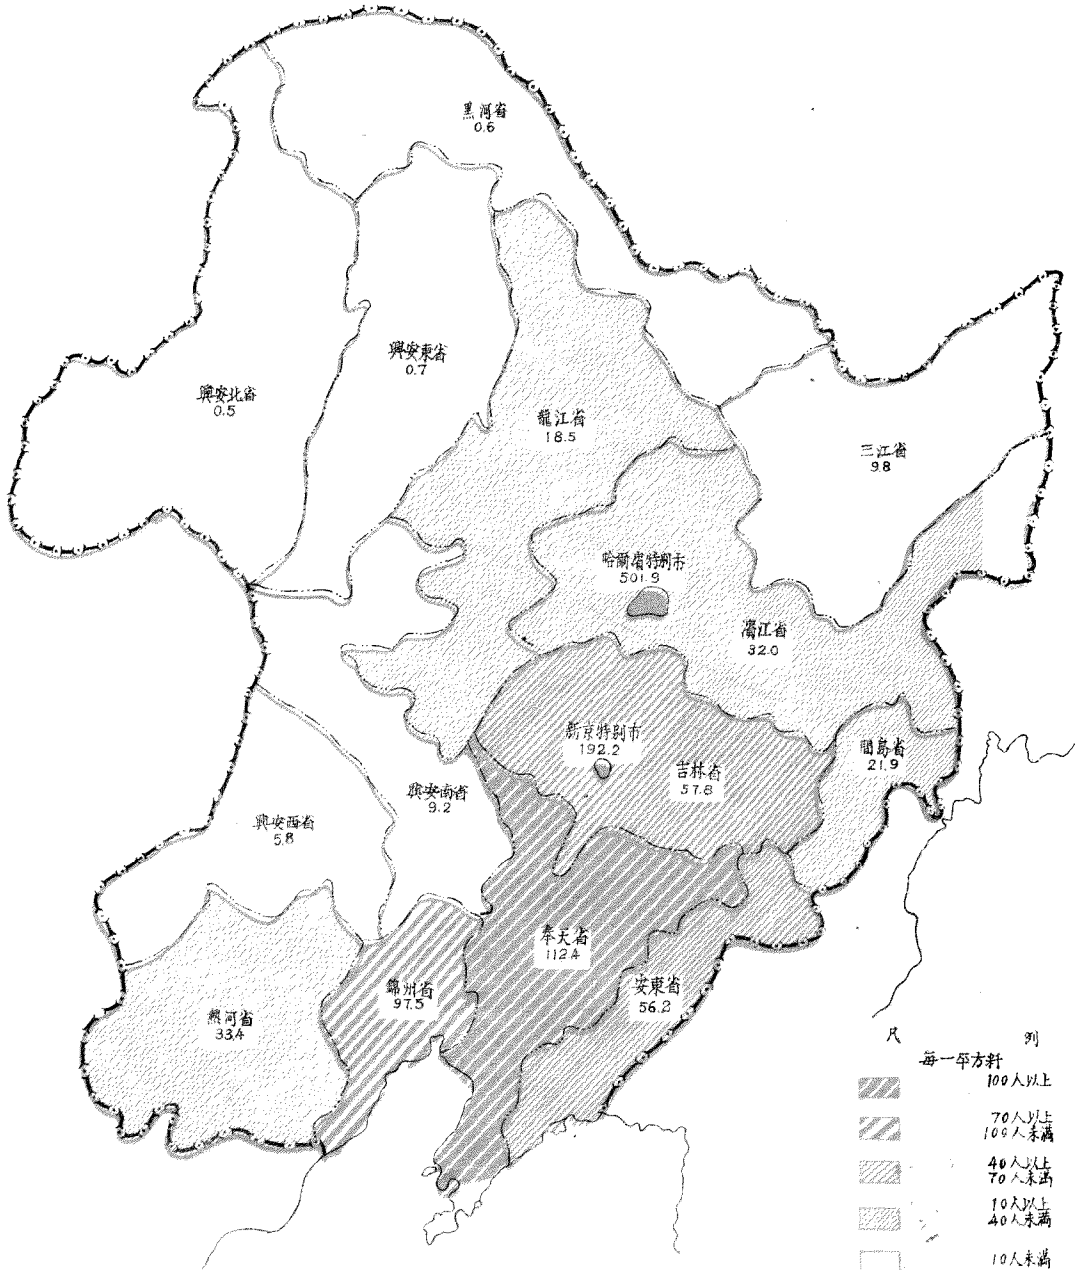 黒河省
0.6
興安東省
0.7
興安北省
0.5
龍江省
18.5
三江省
9.8
哈爾濱特別市
501.9
濱江省
32.0
新京特別市
192.2
間島省
21.9
吉林省
57.8
興安南省
9.2
興安西省
5.8
奉天省
112.4
錦州省
97.5
安東省
56.2
熱河省
33.4
尺 例
每一平方粁
100人以上
70人以上
100人未満
40人以上
70人未満
10人以上
40人未満
10人未満